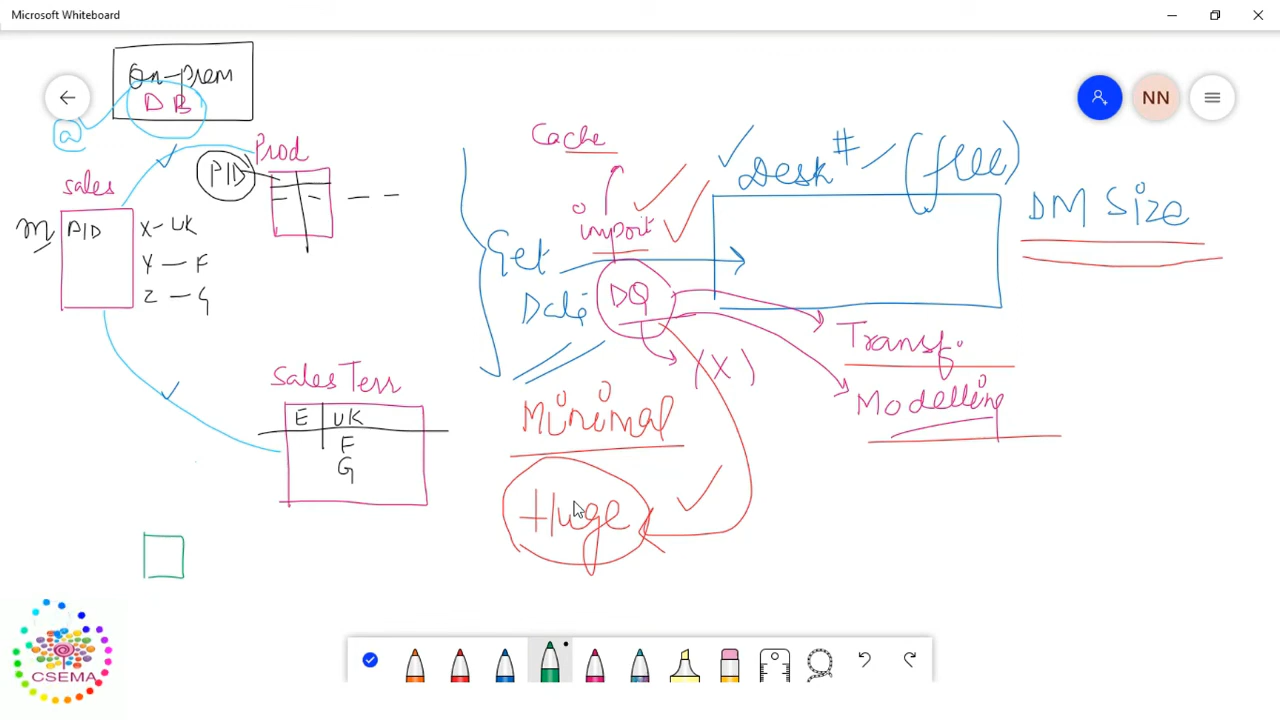 Microsoft Whiteboard
On-prem
DB
@
NN
Prod
PID
Sales
M
PID
X - UK
Y - F
Z - G
Sales Terr
E UK
F
G
Cache
import
Get
Data
DQ
(X)
Minimal
Huge
Desk # (free)
DM Size
Transf.
Modelling
CSEMA